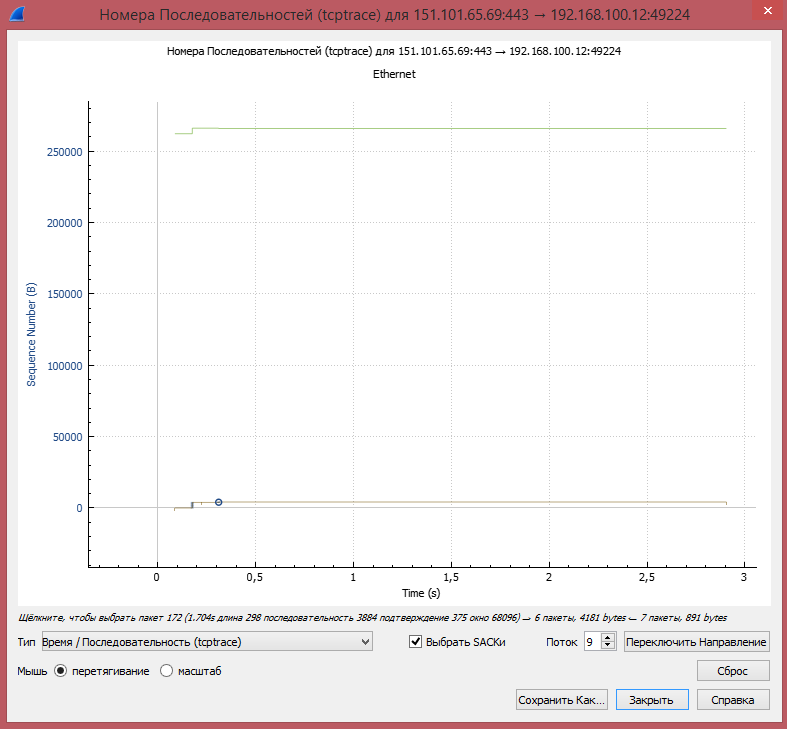 Номера Последовательностей (tcptrace) для 151.101.65.69:443 → 192.168.100.12:49224
Номера Последовательностей (tcptrace) для 151.101.65.69:443 → 192.168.100.12:49224
Ethernet
Sequence Number (B)
250000
200000
150000
100000
50000
0
0 0,5 1 1,5 2 2,5 3
Time (s)
Щёлкните, чтобы выбрать пакет 172 (1.704s длина 298 последовательность 3884 подтверждение 375 окно 68096) → 6 пакеты, 4181 bytes ← 7 пакеты, 891 bytes
Тип Время / Последовательность (tcptrace) Выбрать SACKи Поток 9 Переключить Направление
Мышь перетягивание масштаб Сброс
Сохранить Как... Закрыть Справка